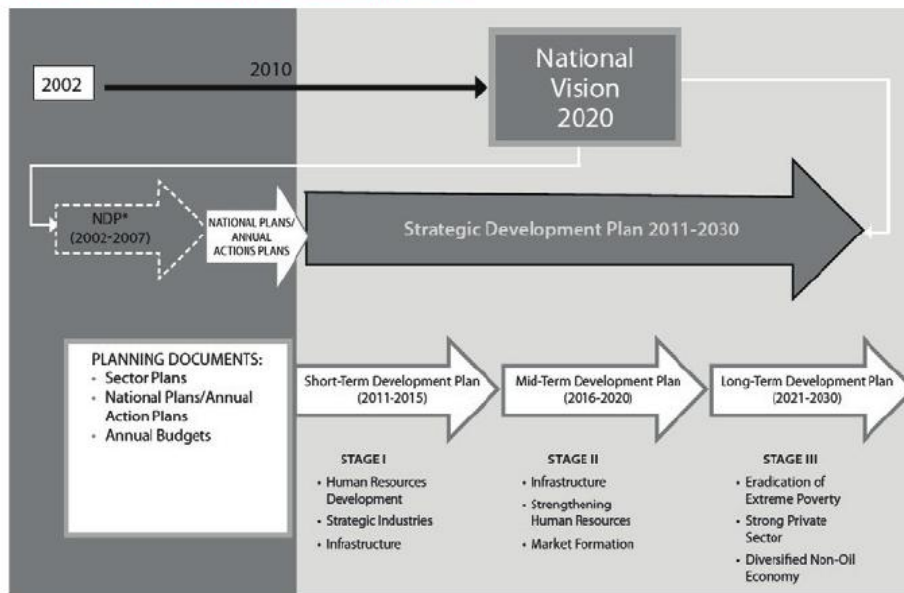 2002
2010
National
Vision
2020
NDP*
(2002-2007)
NATIONAL PLANS/
ANNUAL
ACTIONS PLANS
Strategic Development Plan 2011-2030
PLANNING DOCUMENTS:
• Sector Plans
• National Plans/Annual
Action Plans
• Annual Budgets
Short-Term Development Plan
(2011-2015)
Mid-Term Development Plan
(2016-2020)
Long-Term Development Plan
(2021-2030)
STAGE I
• Human Resources
Development
• Strategic Industries
• Infrastructure
STAGE II
• Infrastructure
• Strengthening
Human Resources
• Market Formation
STAGE III
• Eradication of
Extreme Poverty
• Strong Private
Sector
• Diversified Non-Oil
Economy